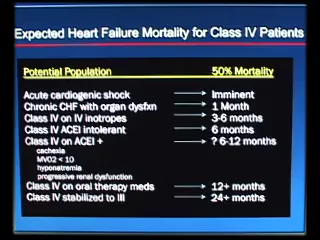 Expected Heart Failure Mortality for Class IV Patients
Potential Population 50% Mortality
Acute cardiogenic shock Imminent
Chronic CHF with organ dysfxn 1 Month
Class IV on IV inotropes 3-6 months
Class IV ACEI intolerant 6 months
Class IV on ACEI + ? 6-12 months
cachexia
MVO2 < 10
hyponatremia
progressive renal dysfunction
Class IV on oral therapy meds 12+ months
Class IV stabilized to III 24+ months